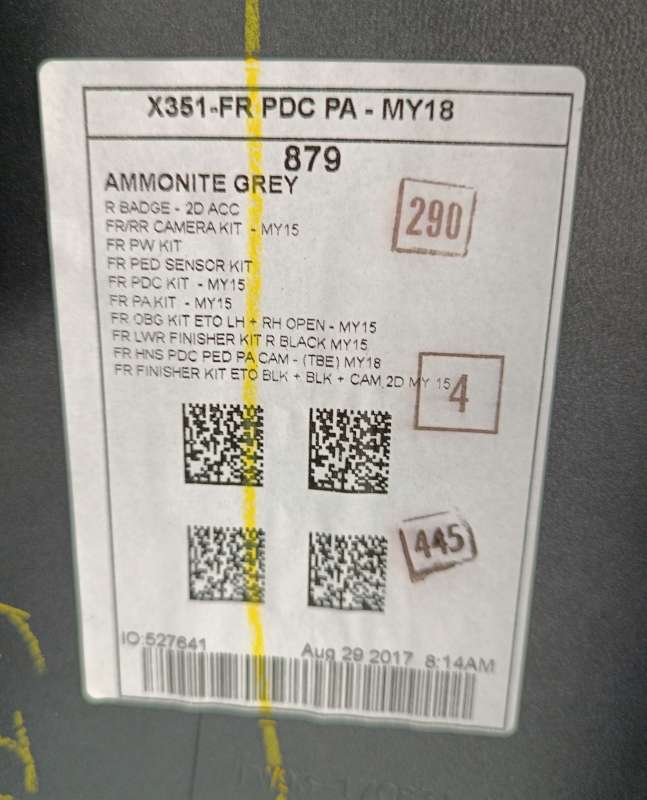 X351-FR PDC PA - MY18
879
AMMONITE GREY
R BADGE - 2D ACC
FR/RR CAMERA KIT - MY15
FR PW KIT
FR PED SENSOR KIT
FR PDC KIT - MY15
FR PA KIT - MY15
FR OBG KIT ETO LH + RH OPEN - MY15
FR LWR FINISHER KIT R BLACK MY15
FR HNS PDC PED PA CAM - (TBE) MY18
FR FINISHER KIT ETO BLK + BLK + CAM 2D MY 15
290
4
445
IO:527641
Aug 29 2017 8:14AM